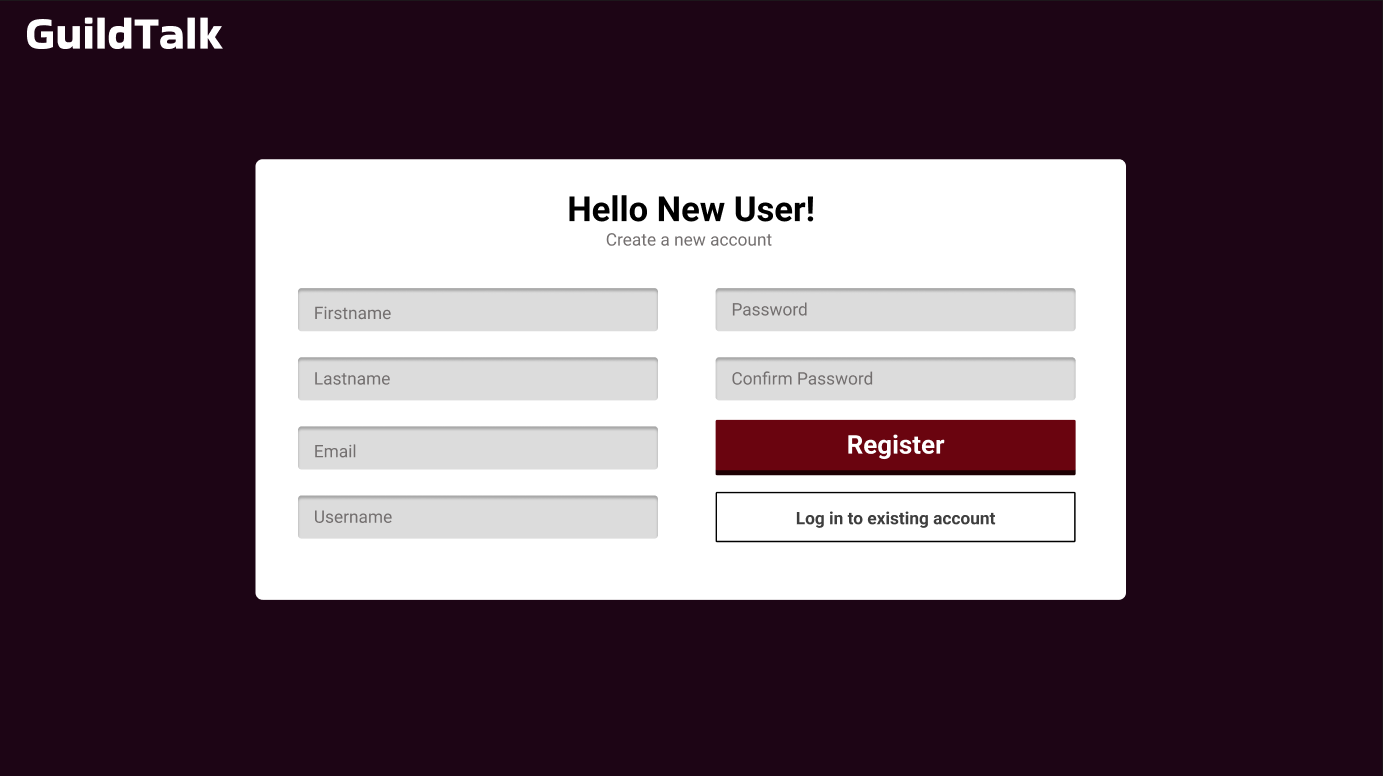 GuildTalk
Hello New User!
Create a new account
Firstname
Lastname
Email
Username
Password
Confirm Password
Register
Log in to existing account